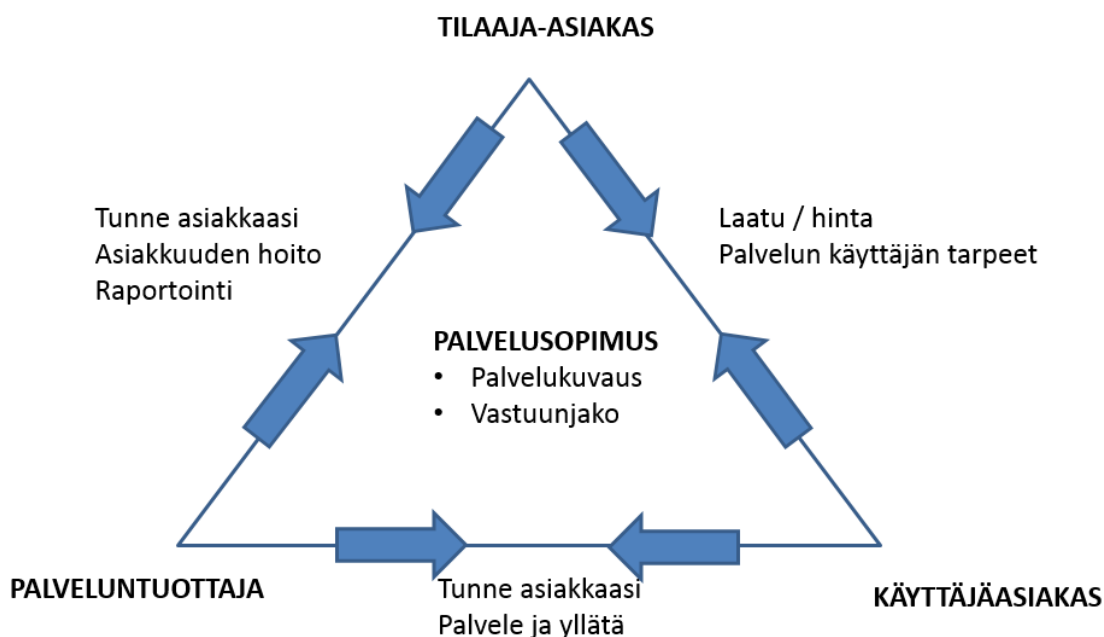 TILAAJA-ASIAKAS
Tunne asiakkaasi
Asiakkuuden hoito
Raportointi
Laatu / hinta
Palvelun käyttäjän tarpeet
PALVELUSOPIMUS
• Palvelukuvaus
• Vastuunjako
PALVELUNTUOTTAJA
Tunne asiakkaasi
Palvele ja yllätä
KÄYTTÄJÄASIAKAS